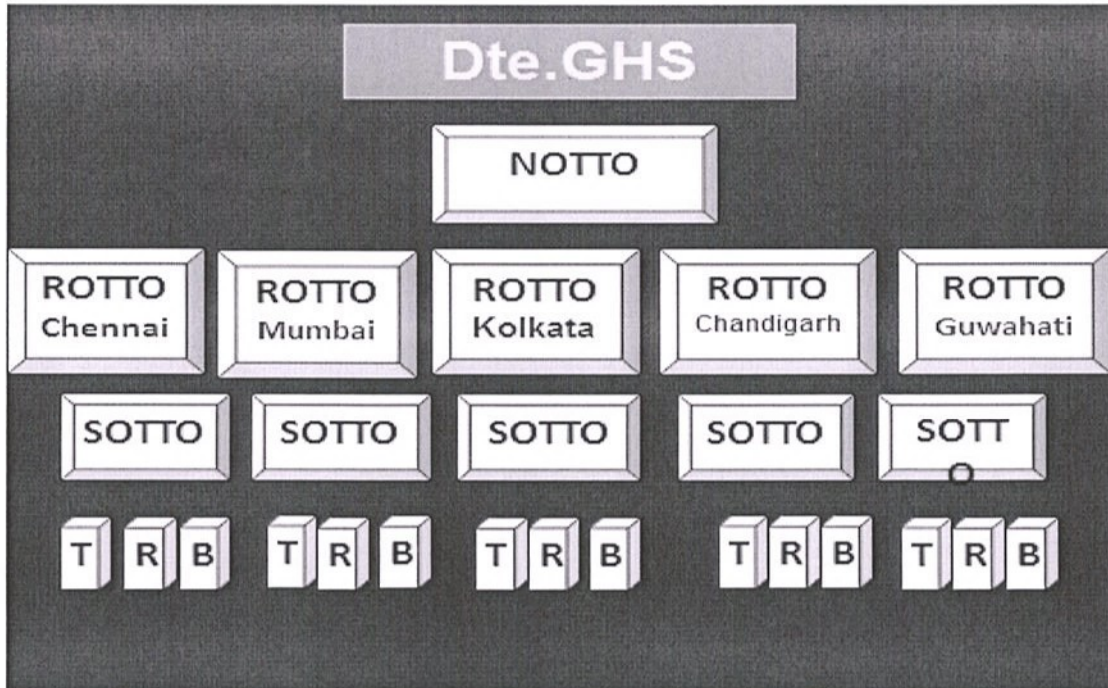 Dte.GHS
NOTTO
ROTTO
Chennai
ROTTO
Mumbai
ROTTO
Kolkata
ROTTO
Chandigarh
ROTTO
Guwahati
SOTTO
SOTTO
SOTTO
SOTTO
SOTT
O
T R B
T R B
T R B
T R B
T R B